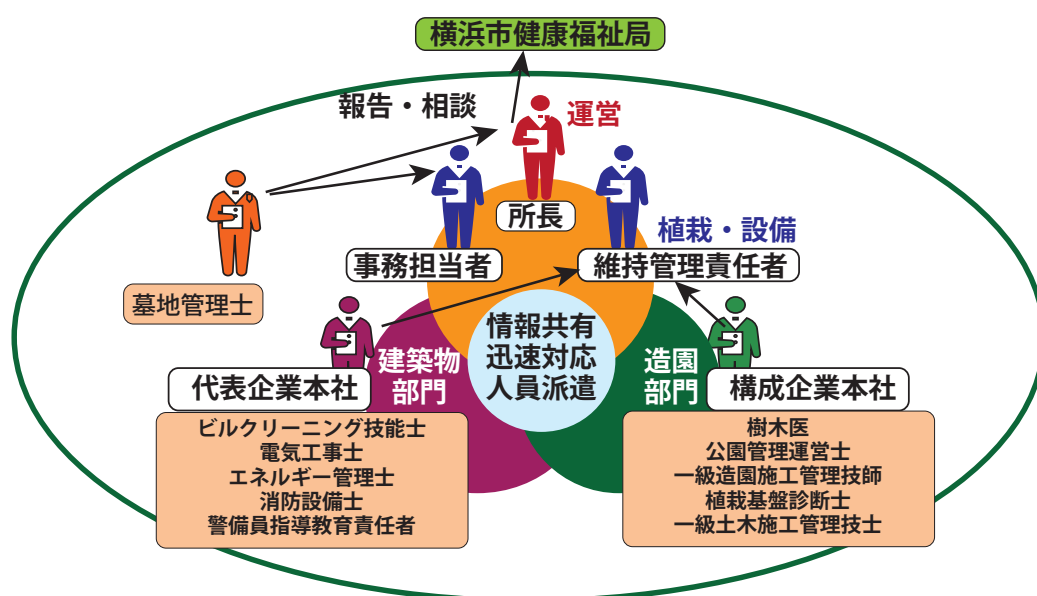 横浜市健康福祉局
報告・相談
運営
所長
植栽・設備
事務担当者
維持管理責任者
墓地管理士
情報共有
迅速対応
人員派遣
建築物
部門
造園
部門
代表企業本社
構成企業本社
ビルクリーニング技能士
電気工事士
エネルギー管理士
消防設備士
警備員指導教育責任者
樹木医
公園管理運営士
一級造園施工管理技師
植栽基盤診断士
一級土木施工管理技士